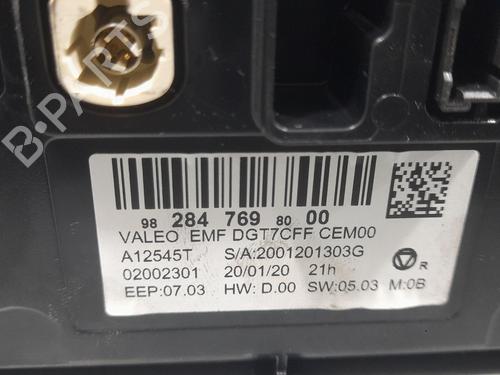 B-PARTS
98 284 769 80 00
VALEO EMF DGT7CFF CEM00
A12545T S/A:2001201303G
02002301 20/01/20 21h
EEP:07.03 HW: D.00 SW:05.03 M:0B
V R